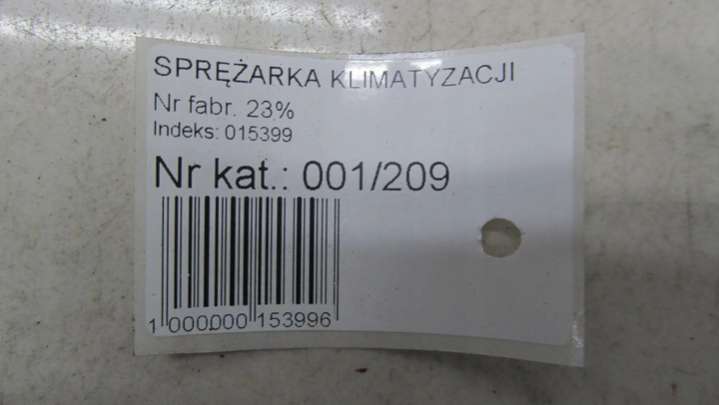 SPRĘŻARKA KLIMATYZACJI
Nr fabr. 23%
Indeks: 015399
Nr kat.: 001/209
1 000000 153996